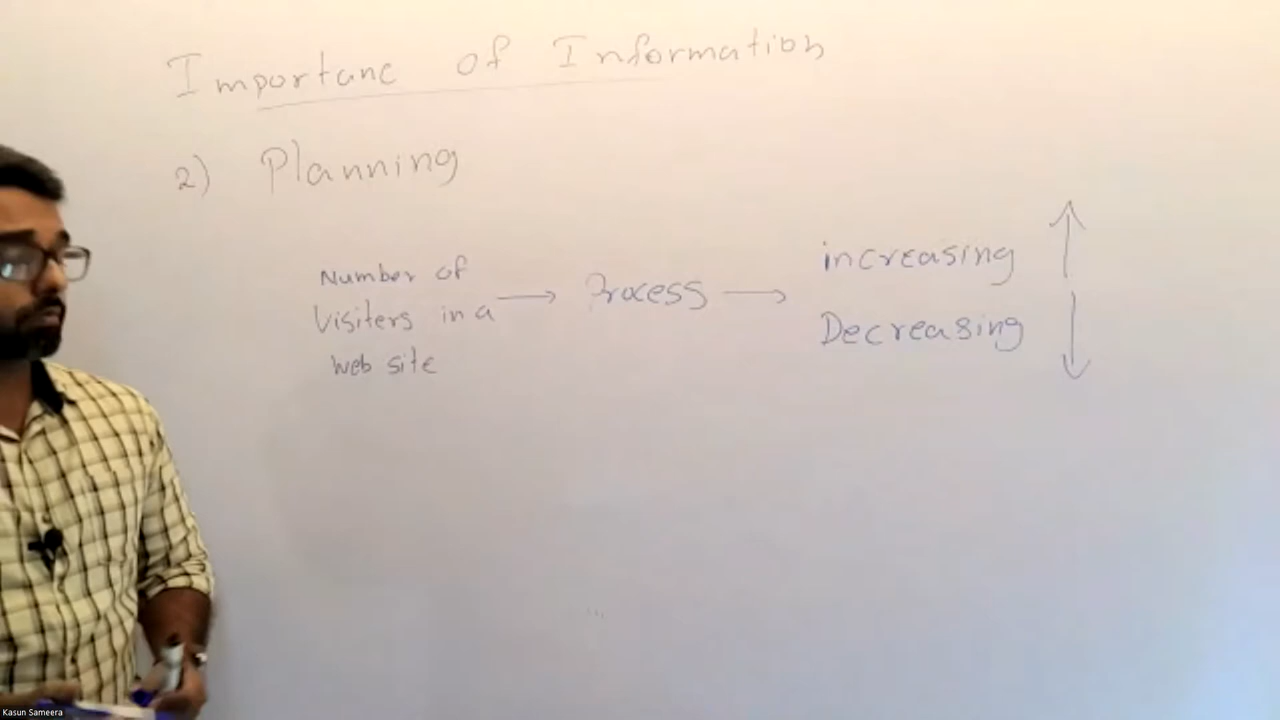 Importanc of Information
2) Planning
Number of
Visiters in a
Web site
→ Process →
increasing ↑
Decreasing ↓
Kasun Sameera